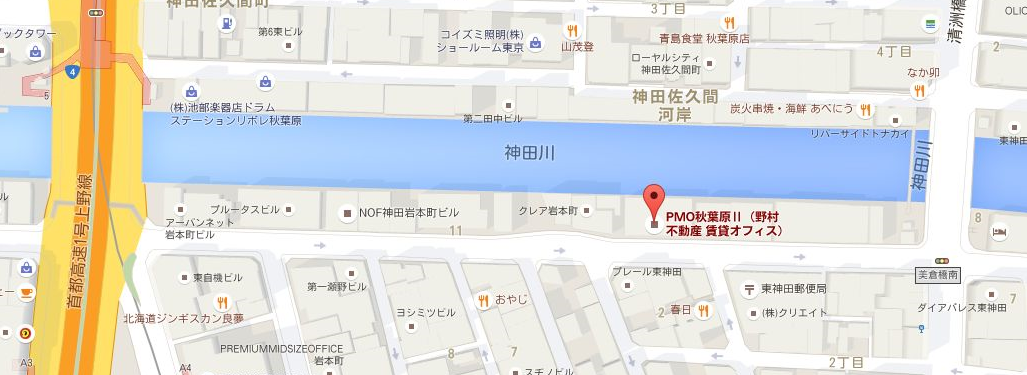 神田佐久間町
3丁目
OLIC
清洲橋
ックタワー
第6東ビル
コイズミ照明(株)
ショールーム東京
山茂登
青島食堂 秋葉原店
4丁目
2
ローヤルシティ
神田佐久間町
なか卯
4
5
(株)池部楽器店ドラム
ステーションリボレ秋葉原
第二田中ビル
神田佐久間
河岸
炭火串焼・海鮮 あべにう
リバーサイドトナカイ
東神田
神田川
神田川
首都高速1号上野線
ブルータスビル
アーバンネット
岩本町ビル
NOF神田岩本町ビル
11
クレア岩本町
PMO秋葉原Ⅱ（野村
不動産 賃貸オフィス）
8
美倉橋南
東自機ビル
第一瀬野ビル
プレール東神田
東神田郵便局
ー
北海道ジンギスカン良夢
ヨシミツビル
おやじ
春日
(株)クリエイト
ダイアパレス東神田
7
PREMIUMMIDSIZEOFFICE
岩本町
8
7
2丁目
A3
A4
スヂノビル